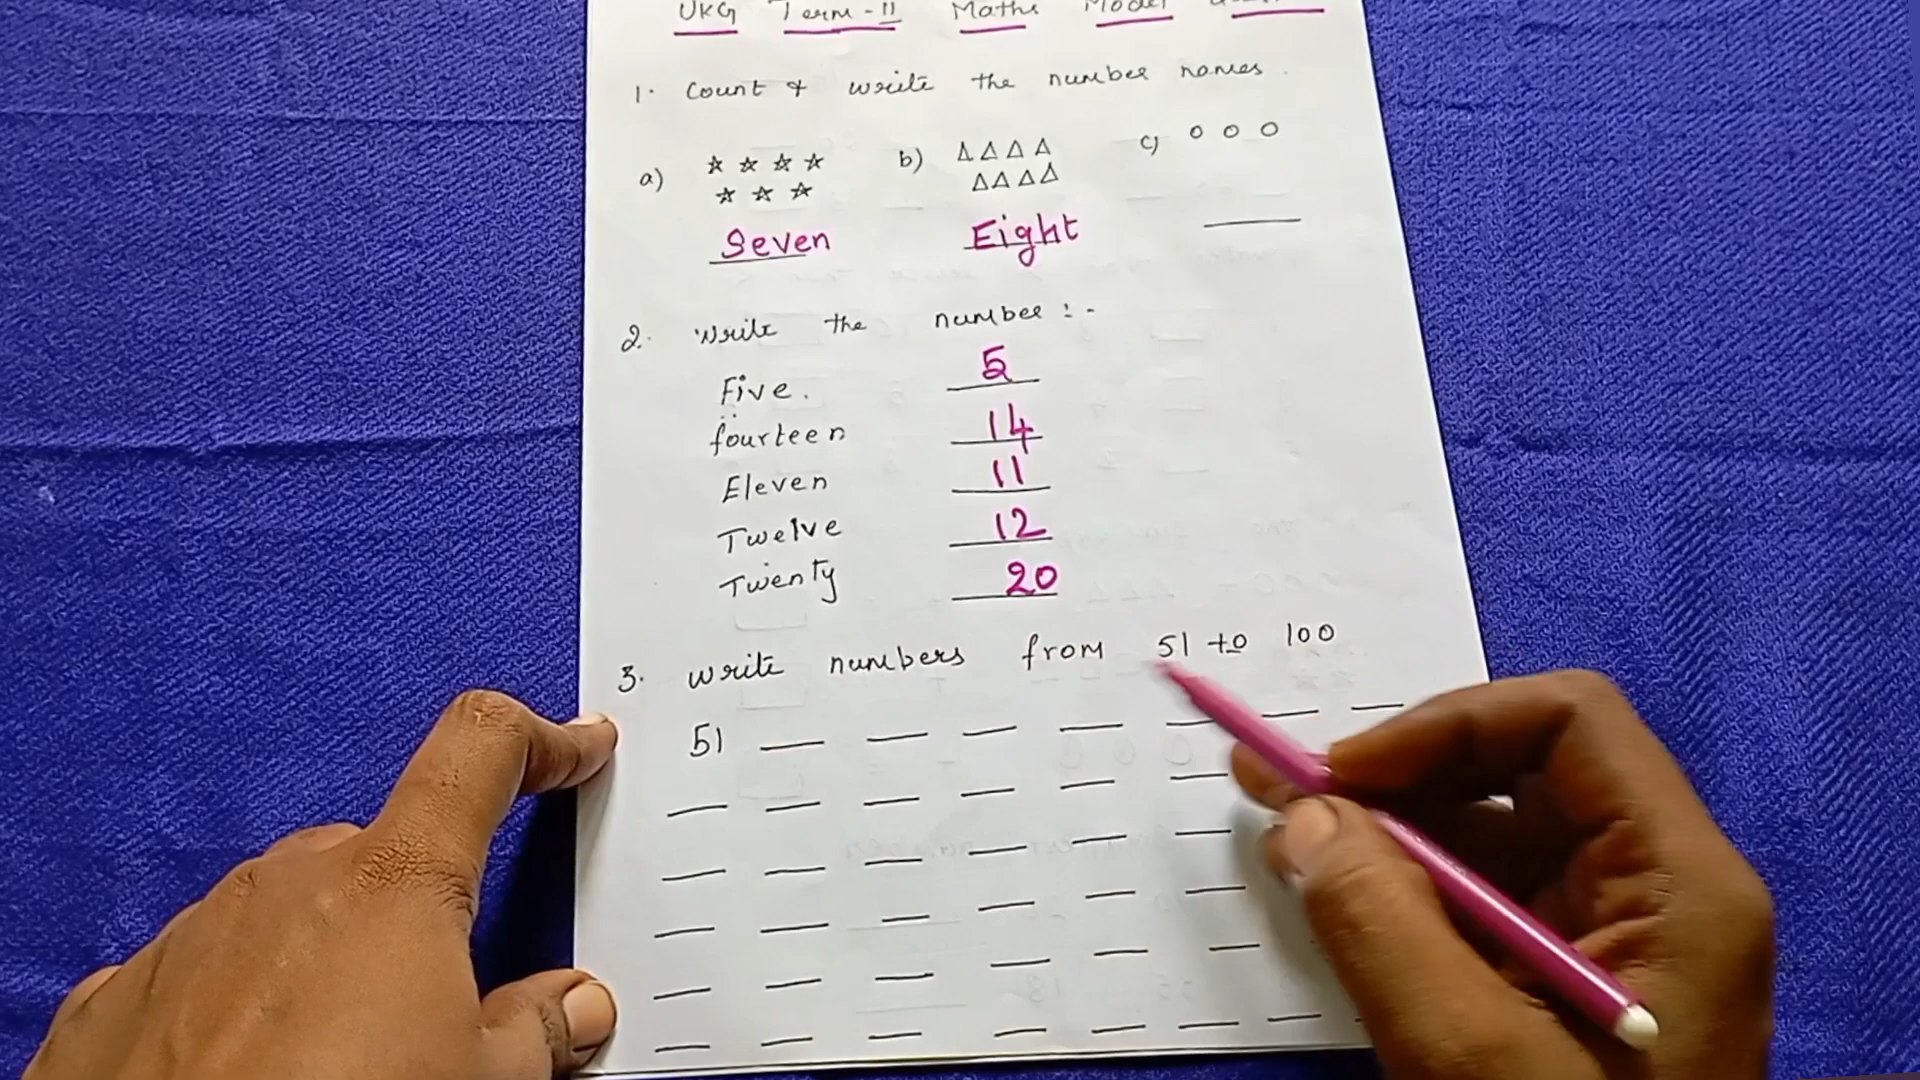 UKG Term - II Maths Model
1. Count & write the number names.
a) b) c)
Seven Eight
2. Write the number :-
Five. 5
fourteen 14
Eleven 11
Twelve 12
Twenty 20
3. write numbers from 51 to 100
51